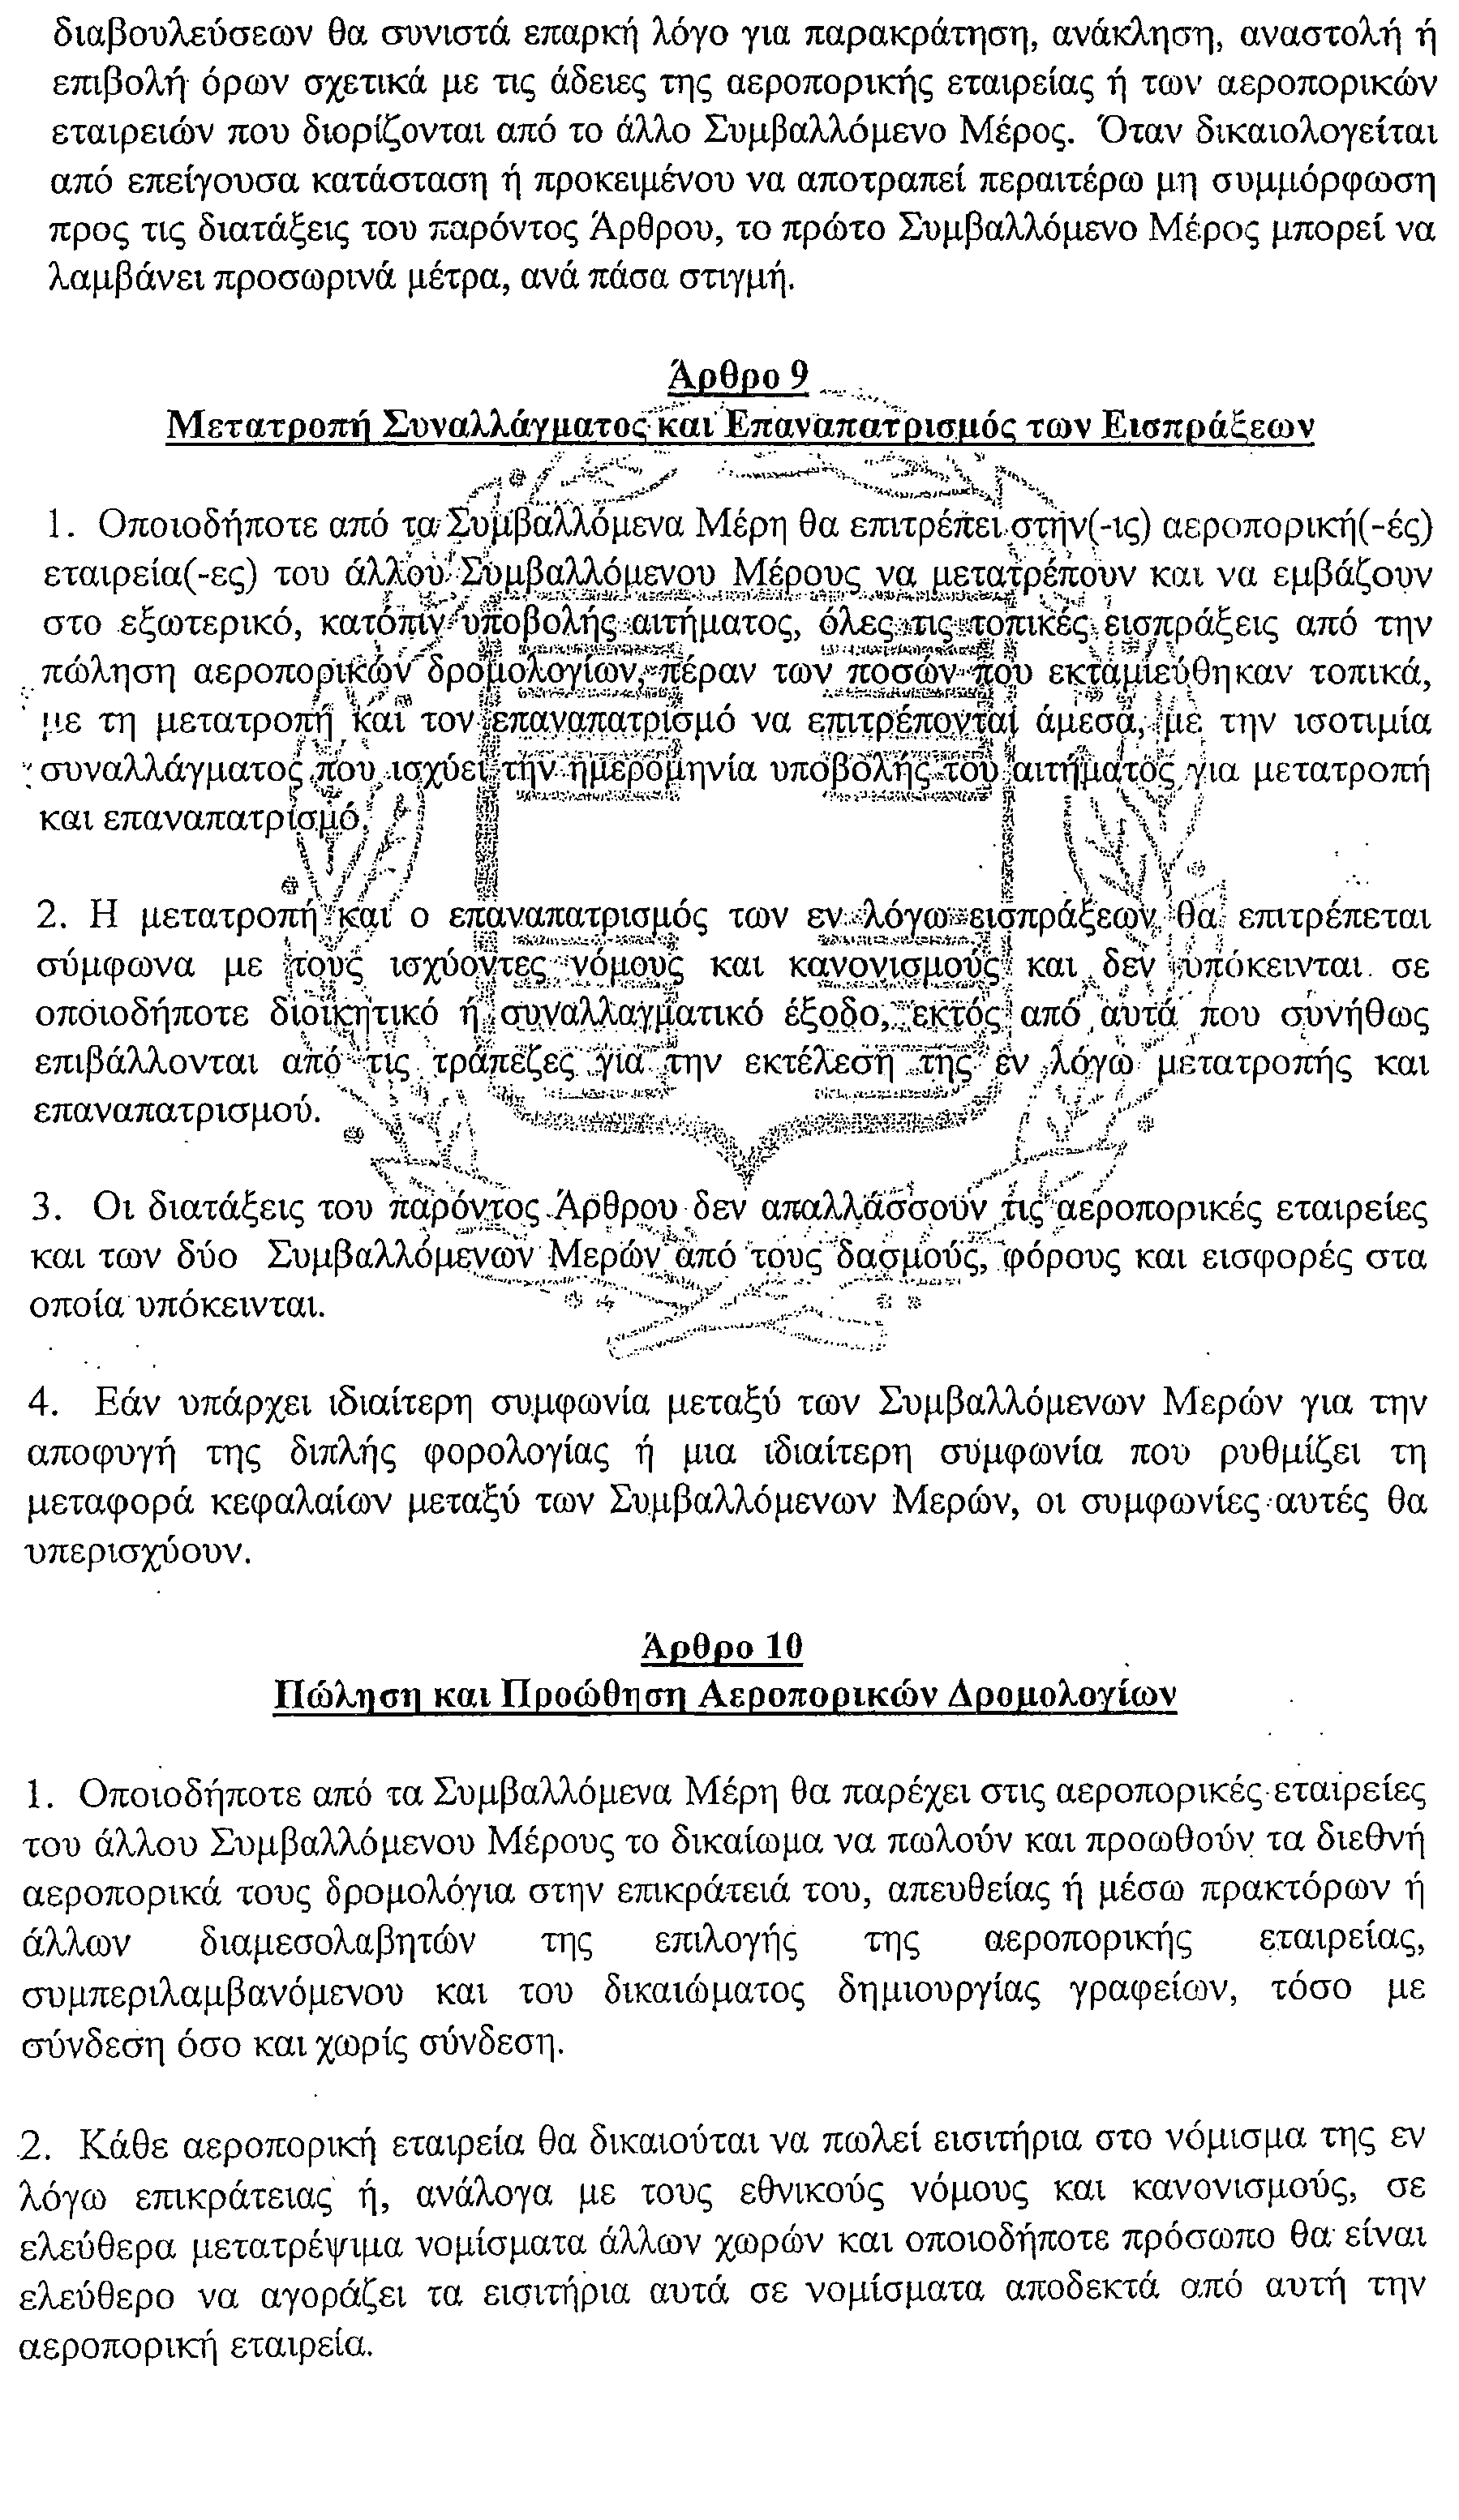 διαβουλεύσεων θα συνιστά επαρκή λόγο για παρακράτηση, ανάκληση, αναστολή ή
επιβολή όρων σχετικά με τις άδειες της αεροπορικής εταιρείας ή των αεροπορικών
εταιρειών που διορίζονται από το άλλο Συμβαλλόμενο Μέρος. Όταν δικαιολογείται
από επείγουσα κατάσταση ή προκειμένου να αποτραπεί περαιτέρω μη συμμόρφωση
προς τις διατάξεις του παρόντος Άρθρου, το πρώτο Συμβαλλόμενο Μέρος μπορεί να
λαμβάνει προσωρινά μέτρα, ανά πάσα στιγμή.
Άρθρο 9
Μετατροπή Συναλλάγματος και Επαναπατρισμός των Εισπράξεων
1. Οποιοδήποτε από τα Συμβαλλόμενα Μέρη θα επιτρέπει στην(-ις) αεροπορική(-ές)
εταιρεία(-ες) του άλλου Συμβαλλόμενου Μέρους να μετατρέπουν και να εμβάζουν
στο εξωτερικό, κατόπιν υποβολής αιτήματος, όλες τις τοπικές εισπράξεις από την
πώληση αεροπορικών δρομολογίων, πέραν των ποσών που εκταμιεύθηκαν τοπικά,
με τη μετατροπή και τον επαναπατρισμό να επιτρέπονται άμεσα, με την ισοτιμία
συναλλάγματος που ισχύει την ημερομηνία υποβολής του αιτήματος για μετατροπή
και επαναπατρισμό.
2. Η μετατροπή και ο επαναπατρισμός των εν λόγω εισπράξεων θα επιτρέπεται
σύμφωνα με τους ισχύοντες νόμους και κανονισμούς και δεν υπόκεινται σε
οποιοδήποτε διοικητικό ή συναλλαγματικό έξοδο, εκτός από αυτά που συνήθως
επιβάλλονται από τις τράπεζες για την εκτέλεση της εν λόγω μετατροπής και
επαναπατρισμού.
3. Οι διατάξεις του παρόντος Άρθρου δεν απαλλάσσουν τις αεροπορικές εταιρείες
και των δύο Συμβαλλόμενων Μερών από τους δασμούς, φόρους και εισφορές στα
οποία υπόκεινται.
4. Εάν υπάρχει ιδιαίτερη συμφωνία μεταξύ των Συμβαλλόμενων Μερών για την
αποφυγή της διπλής φορολογίας ή μια ιδιαίτερη συμφωνία που ρυθμίζει τη
μεταφορά κεφαλαίων μεταξύ των Συμβαλλόμενων Μερών, οι συμφωνίες αυτές θα
υπερισχύουν.
Άρθρο 10
Πώληση και Προώθηση Αεροπορικών Δρομολογίων
1. Οποιοδήποτε από τα Συμβαλλόμενα Μέρη θα παρέχει στις αεροπορικές εταιρείες
του άλλου Συμβαλλόμενου Μέρους το δικαίωμα να πωλούν και προωθούν τα διεθνή
αεροπορικά τους δρομολόγια στην επικράτειά του, απευθείας ή μέσω πρακτόρων ή
άλλων διαμεσολαβητών της επιλογής της αεροπορικής εταιρείας,
συμπεριλαμβανόμενου και του δικαιώματος δημιουργίας γραφείων, τόσο με
σύνδεση όσο και χωρίς σύνδεση.
2. Κάθε αεροπορική εταιρεία θα δικαιούται να πωλεί εισιτήρια στο νόμισμα της εν
λόγω επικράτειας ή, ανάλογα με τους εθνικούς νόμους και κανονισμούς, σε
ελεύθερα μετατρέψιμα νομίσματα άλλων χωρών και οποιοδήποτε πρόσωπο θα είναι
ελεύθερο να αγοράζει τα εισιτήρια αυτά σε νομίσματα αποδεκτά από αυτή την
αεροπορική εταιρεία.